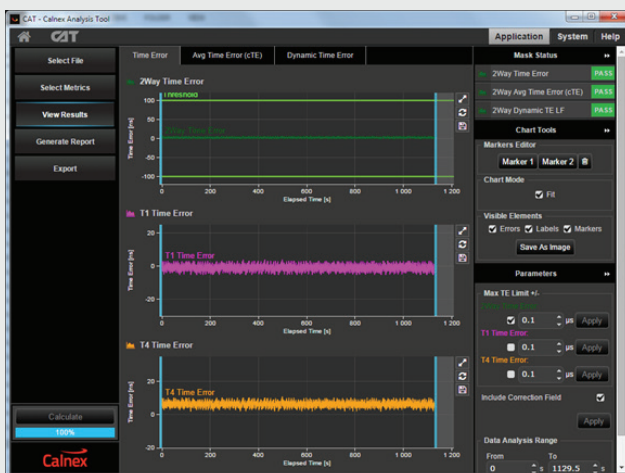 CAT - Calnex Analysis Tool
CAT
Application System Help
Select File
Select Metrics
View Results
Generate Report
Export
Calculate
100%
Calnex
Time Error Avg Time Error (cTE) Dynamic Time Error
2Way Time Error
Threshold
2Way Time Error
Time Error [ns]
100
50
0
-50
-100
0 200 400 600 800 1 000 1 200
Elapsed Time [s]
T1 Time Error
T1 Time Error
Time Error [ns]
20
0
-20
0 200 400 600 800 1 000 1 200
Elapsed Time [s]
T4 Time Error
T4 Time Error
Time Error [ns]
20
0
-20
0 200 400 600 800 1 000 1 200
Elapsed Time [s]
Mask Status
2Way Time Error PASS
2Way Avg Time Error (cTE) PASS
2Way Dynamic TE LF PASS
Chart Tools
Markers Editor
Marker 1 Marker 2
Chart Mode
Fit
Visible Elements
Errors Labels Markers
Save As Image
Parameters
Max TE Limit +/-
0.1 µs Apply
T1 Time Error:
0.1 µs Apply
T4 Time Error:
0.1 µs Apply
Include Correction Field
Apply
Data Analysis Range
From To
0 1129.5 s